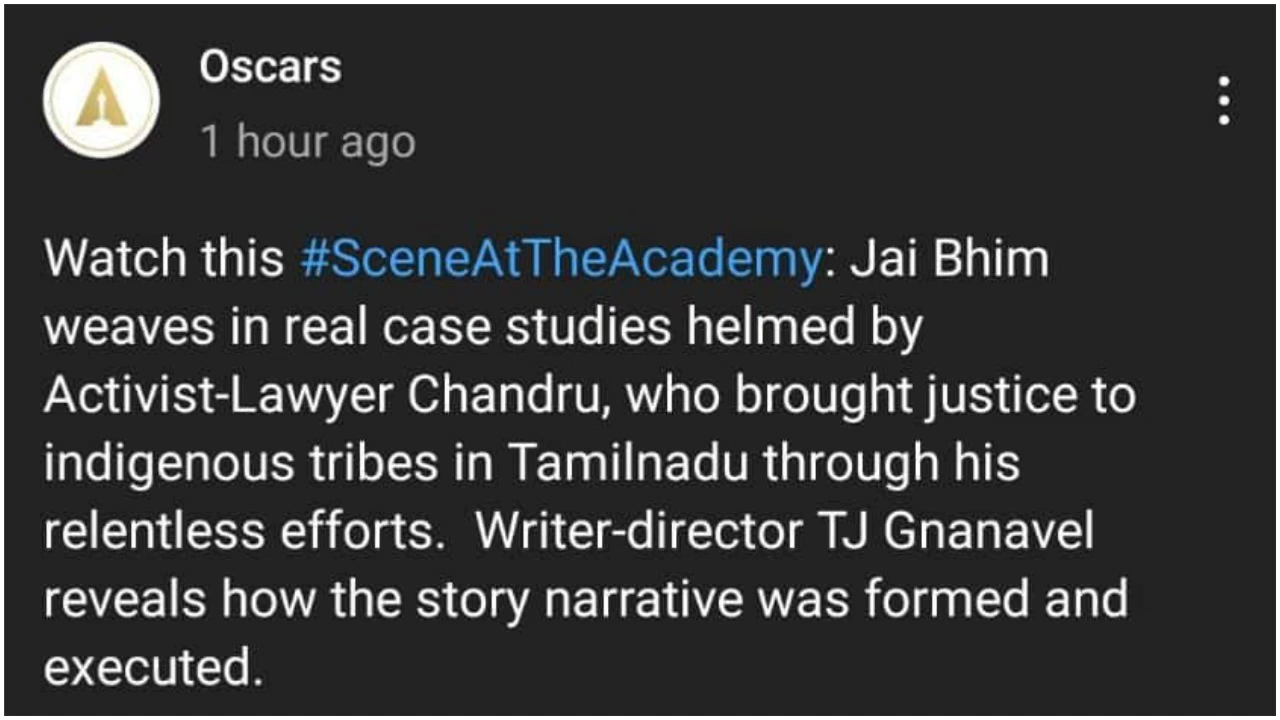 Oscars
1 hour ago
Watch this #SceneAtTheAcademy: Jai Bhim
weaves in real case studies helmed by
Activist-Lawyer Chandru, who brought justice to
indigenous tribes in Tamilnadu through his
relentless efforts.  Writer-director TJ Gnanavel
reveals how the story narrative was formed and
executed.